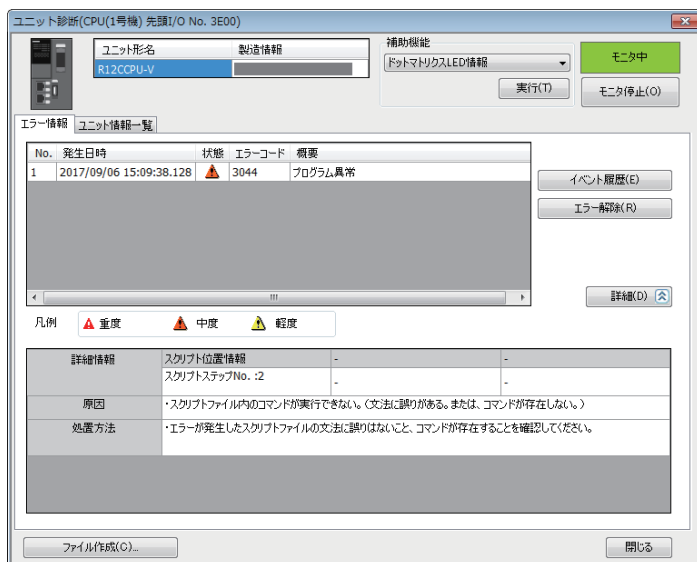 ユニット診断(CPU(1号機) 先頭I/O No. 3E00)
ユニット形名 製造情報
R12CCPU-V
補助機能
ドットマトリクスLED情報
実行(T)
モニタ中
モニタ停止(O)
エラー情報 ユニット情報一覧
No. 発生日時 状態 エラーコード 概要
1 2017/09/06 15:09:38.128 3044 プログラム異常
イベント履歴(E)
エラー解除(R)
詳細(D)
凡例 重度 中度 軽度
詳細情報 スクリプト位置情報 - -
スクリプトステップNo. :2 - -
原因 ・スクリプトファイル内のコマンドが実行できない。(文法に誤りがある。または、コマンドが存在しない。)
処置方法 ・エラーが発生したスクリプトファイルの文法に誤りはないこと、コマンドが存在することを確認してください。
ファイル作成(C)... 閉じる